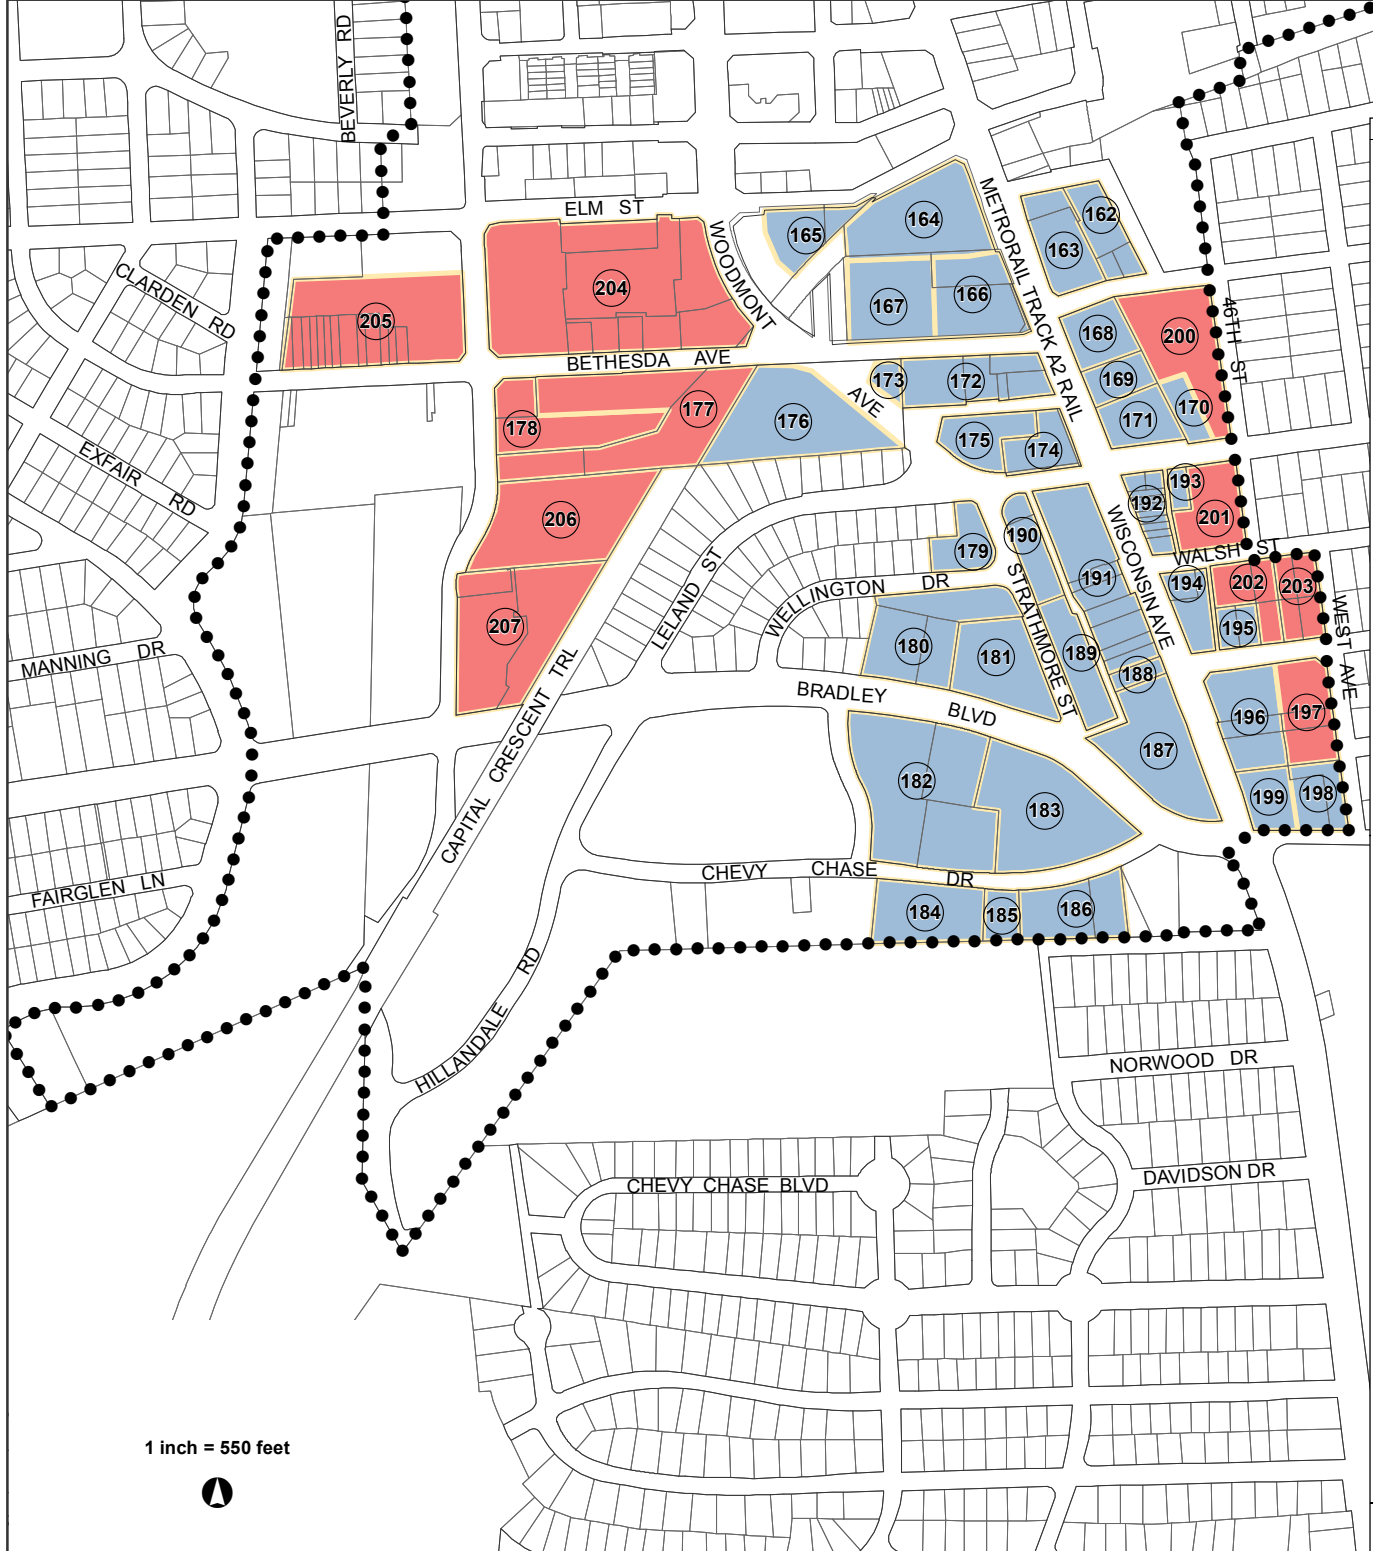 BEVERLY RD
ELM ST
WOODMONT
AVE
METRORAIL TRACK A2 RAIL
162
163
164
165
166
167
CLARDEN RD
204
205
168
200
46TH ST
169
170
171
BETHESDA AVE
173
172
177
176
178
175
174
EXFAIR RD
206
193
192
201
190
179
WISCONSIN AVE
WALSH ST
191
194
202
203
195
WEST AVE
LELAND ST
WELLINGTON DR
STRATHMORE ST
180
181
189
188
207
MANNING DR
BRADLEY BLVD
196
197
187
182
183
199
198
CAPITAL CRESCENT TRL
CHEVY CHASE DR
FAIRGLEN LN
184
185
186
HILLANDALE RD
NORWOOD DR
DAVIDSON DR
CHEVY CHASE BLVD
1 inch = 550 feet